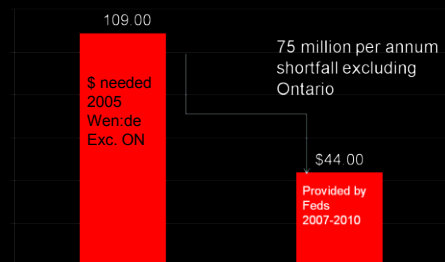 109.00
75 million per annum
shortfall excluding
Ontario
$ needed
2005
Wen:de
Exc. ON
$44.00
Provided by
Feds
2007-2010